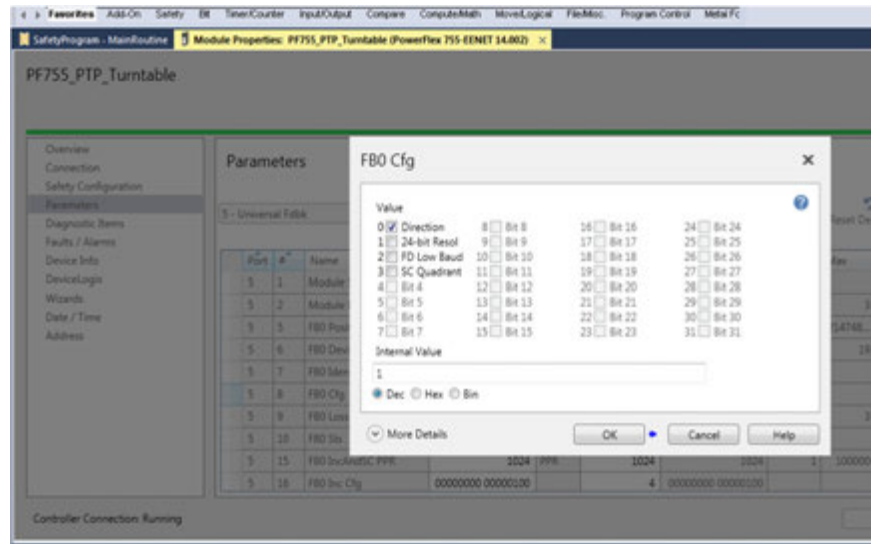 Favorites Add-On Safety Bit Timer/Counter Input/Output Compare Compute/Math Move/Logical File/Misc. Program Control Metal Fc
SafetyProgram - MainRoutine Module Properties: PF755_PTP_Turntable (PowerFlex 755-EENET 14.002) ×
PF755_PTP_Turntable
Overview
Connection
Safety Configuration
Parameters
Diagnostic Items
Faults / Alarms
Device Info
DeviceLogix
Wizards
Date / Time
Address
Parameters
5 - Universal Fdbk
Reset De
Port # Name
5 1 Module
5 2 Module
5 5 FB0
5 6 FB0
5 7 FB0
5 8 FB0 Cfg
5 9 FB0 Loss
5 10 FB0 Sts
5 15 FB0 IncAndSC PPR 1024 PPR 1024 1024 1
5 16 FB0 Inc Cfg 00000000 00000100 4 00000000 00000100
FB0 Cfg ×
Value
0 Direction 8 Bit 8 16 Bit 16 24 Bit 24
1 24-bit Resol 9 Bit 9 17 Bit 17 25 Bit 25
2 FD Low Baud 10 Bit 10 18 Bit 18 26 Bit 26
3 SC Quadrant 11 Bit 11 19 Bit 19 27 Bit 27
4 Bit 4 12 Bit 12 20 Bit 20 28 Bit 28
5 Bit 5 13 Bit 13 21 Bit 21 29 Bit 29
6 Bit 6 14 Bit 14 22 Bit 22 30 Bit 30
7 Bit 7 15 Bit 15 23 Bit 23 31 Bit 31
Internal Value
1
Dec Hex Bin
More Details OK Cancel Help
Controller Connection: Running